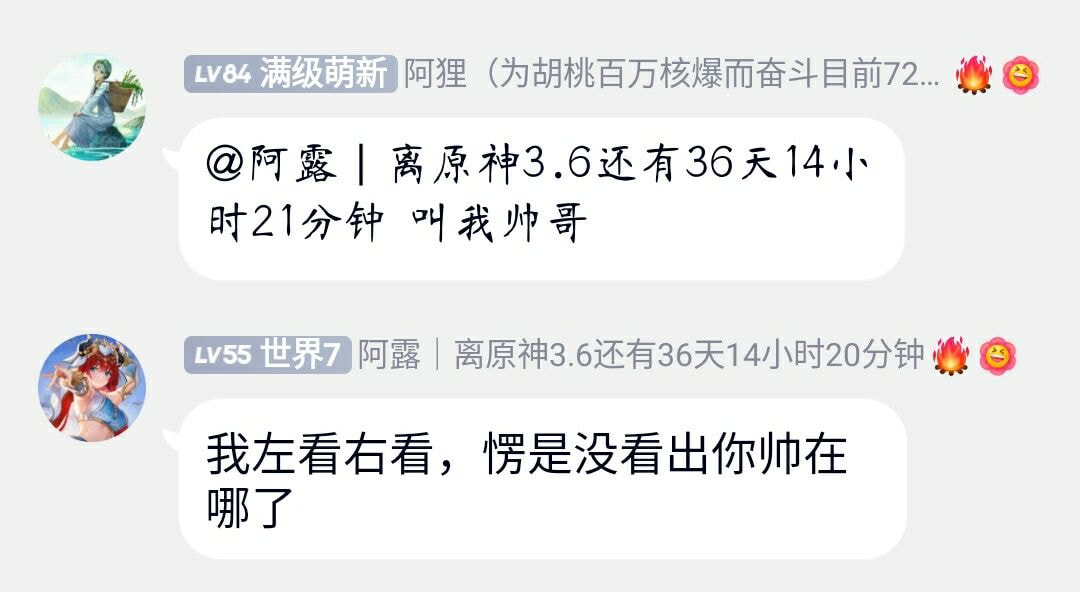 LV84 满级萌新 阿狸（为胡桃百万核爆而奋斗目前72...
@阿露｜离原神3.6还有36天14小
时21分钟 叫我帅哥
LV55 世界7 阿露｜离原神3.6还有36天14小时20分钟
我左看右看，愣是没看出你帅在
哪了